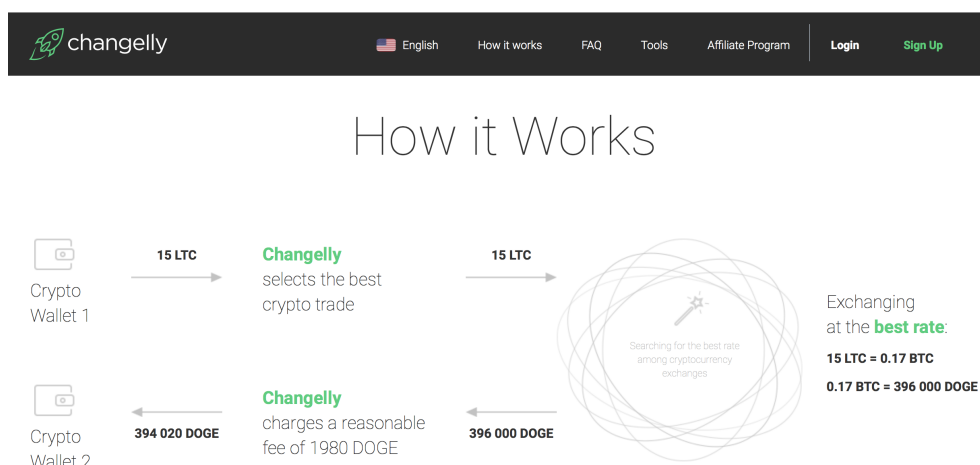 changelly English How it works FAQ Tools Affiliate Program Login Sign Up
How it Works
Crypto
Wallet 1
15 LTC
Changelly
selects the best
crypto trade
15 LTC
Searching for the best rate
among cryptocurrency
exchanges
Exchanging
at the best rate:
15 LTC = 0.17 BTC
0.17 BTC = 396 000 DOGE
Crypto
Wallet 2
394 020 DOGE
Changelly
charges a reasonable
fee of 1980 DOGE
396 000 DOGE